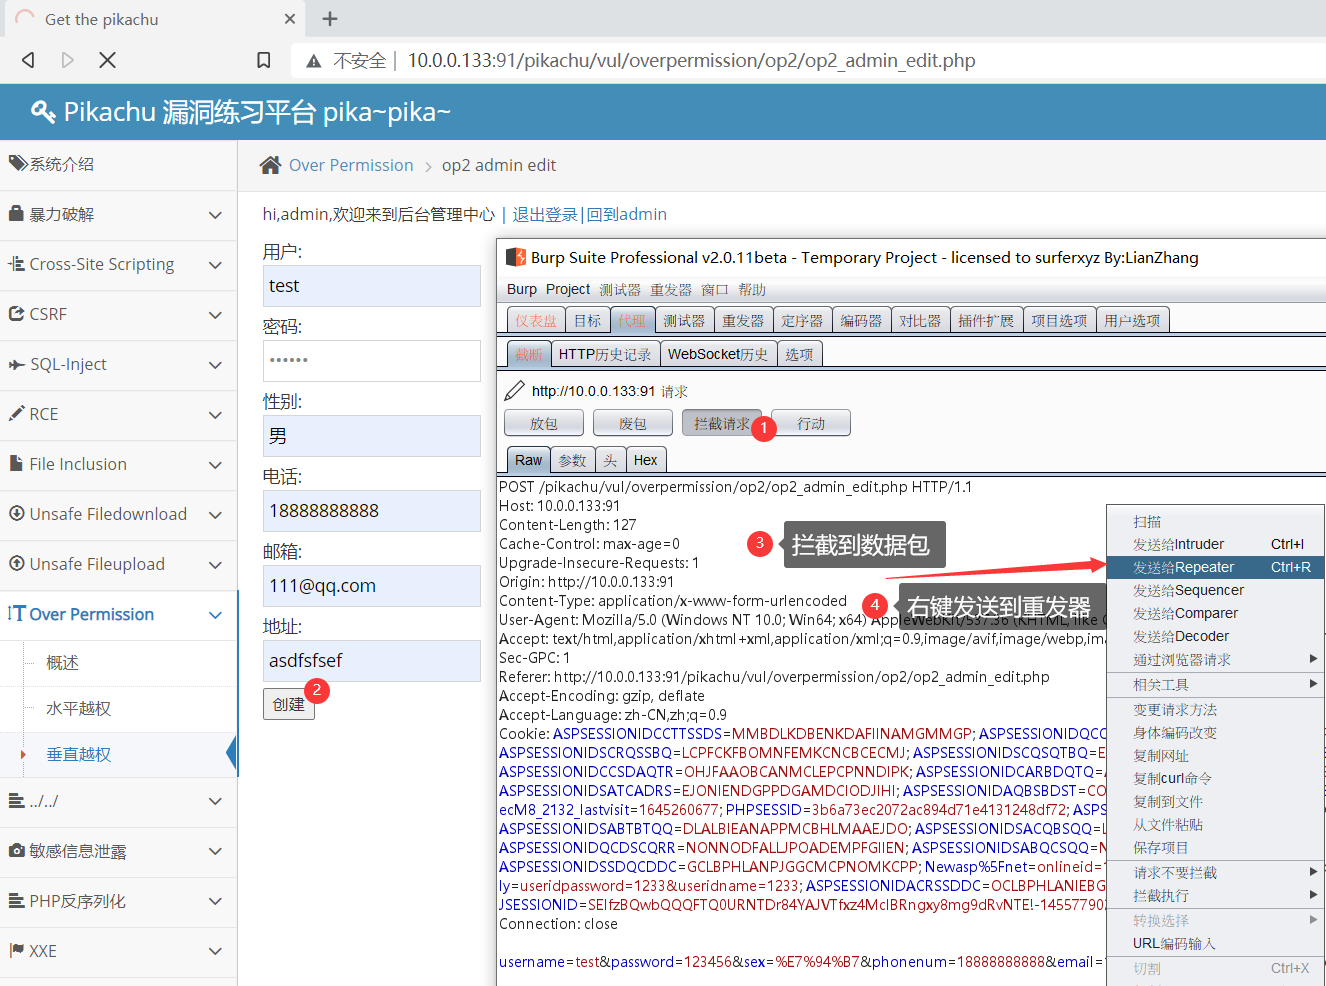 Get the pikachu
不安全 | 10.0.0.133:91/pikachu/vul/overpermission/op2/op2_admin_edit.php
Pikachu 漏洞练习平台 pika~pika~
系统介绍
暴力破解
Cross-Site Scripting
CSRF
SQL-Inject
RCE
File Inclusion
Unsafe Filedownload
Unsafe Fileupload
Over Permission
概述
水平越权
垂直越权
../../
敏感信息泄露
PHP反序列化
XXE
Over Permission > op2 admin edit
hi,admin,欢迎来到后台管理中心 | 退出登录|回到admin
用户:
test
密码:
••••••
性别:
男
电话:
18888888888
邮箱:
111@qq.com
地址:
asdfsfsef
创建
2
Burp Suite Professional v2.0.11beta - Temporary Project - licensed to surferxyz By:LianZhang
Burp Project 测试器 重发器 窗口 帮助
仪表盘 目标 代理 测试器 重发器 定序器 编码器 对比器 插件扩展 项目选项 用户选项
截断 HTTP历史记录 WebSocket历史 选项
http://10.0.0.133:91 请求
放包 废包 拦截请求 1 行动
Raw 参数 头 Hex
POST /pikachu/vul/overpermission/op2/op2_admin_edit.php HTTP/1.1
Host: 10.0.0.133:91
Content-Length: 127
Cache-Control: max-age=0
Upgrade-Insecure-Requests: 1
Origin: http://10.0.0.133:91
Content-Type: application/x-www-form-urlencoded
User-Agent: Mozilla/5.0 (Windows NT 10.0; Win64; x64) AppleWebKit/537.36 (KHTML, like
Accept: text/html,application/xhtml+xml,application/xml;q=0.9,image/avif,image/webp,ima
Sec-GPC: 1
Referer: http://10.0.0.133:91/pikachu/vul/overpermission/op2/op2_admin_edit.php
Accept-Encoding: gzip, deflate
Accept-Language: zh-CN,zh;q=0.9
Cookie: ASPSESSIONIDCCTTSSDS=MMBDLKDBENKDAFIINAMGMMGP; ASPSESSIONIDQCC
ASPSESSIONIDSCRQSSBQ=LCPFCKFBOMNFEMKCNCBCECMJ; ASPSESSIONIDSCQSQTBQ=E
ASPSESSIONIDCCSDAQTR=OHJFAAOBCANMCLEPCPNNDIPK; ASPSESSIONIDCARBDQTQ=
ASPSESSIONIDSATCADRS=EJONIENDGPPDGAMDCIODJIHI; ASPSESSIONIDAQBSBDST=CO
ecM8_2132_lastvisit=1645260677; PHPSESSID=3b6a73ec2072ac894d71e4131248df72; ASPS
ASPSESSIONIDSABTBTQQ=DLALBIEANAPPMCBHLMAAEJDO; ASPSESSIONIDSACQBSQQ=L
ASPSESSIONIDQCDSCQRR=NONNODFALLJPOADEMPFGIIEN; ASPSESSIONIDSABQCSQQ=N
ASPSESSIONIDSSDQCDDC=GCLBPHLANPJGGCMCPNOMKCPP; Newasp%5Fnet=onlineid=
ly=useridpassword=1233&useridname=1233; ASPSESSIONIDACRSSDDC=OCLBPHLANIEBG
JSESSIONID=SEIfzBQwbQQQFTQ0URNTDr84YAJVTfxz4McIBRngxy8mg9dRvNTE!-14557790
Connection: close
username=test&password=123456&sex=%E7%94%B7&phonenum=18888888888&email=
3 拦截到数据包
4 右键发送到重发器
扫描
发送给Intruder Ctrl+I
发送给Repeater Ctrl+R
发送给Sequencer
发送给Comparer
发送给Decoder
通过浏览器请求
相关工具
变更请求方法
身体编码改变
复制网址
复制curl命令
复制到文件
从文件粘贴
保存项目
请求不要拦截
拦截执行
转换选择
URL编码输入
切割 Ctrl+X